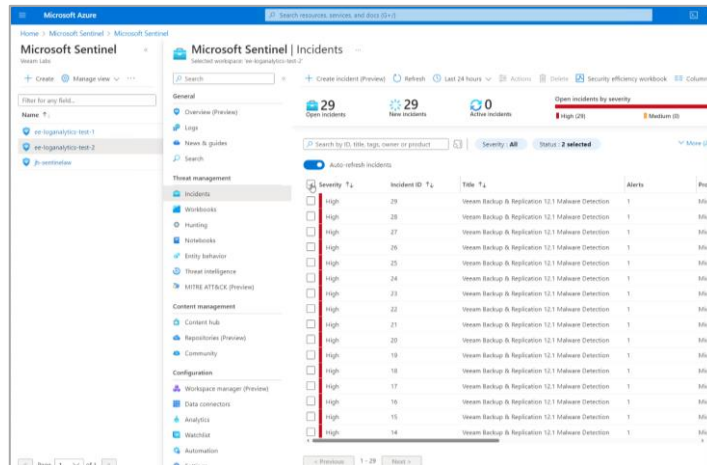 Microsoft Azure
Search resources, services, and docs (G+/)
Home > Microsoft Sentinel > Microsoft Sentinel
Microsoft Sentinel
Veeam Labs
+ Create Manage view ...
Filter for any field...
Name ↑↓
ee-loganalytics-test-1
ee-loganalytics-test-2
jh-sentinellaw
Page 1 of 1
Microsoft Sentinel | Incidents ...
Selected workspace: 'ee-loganalytics-test-2'
Search
General
Overview (Preview)
Logs
News & guides
Search
Threat management
Incidents
Workbooks
Hunting
Notebooks
Entity behavior
Threat intelligence
MITRE ATT&CK (Preview)
Content management
Content hub
Repositories (Preview)
Community
Configuration
Workspace manager (Preview)
Data connectors
Analytics
Watchlist
Automation
+ Create incident (Preview) Refresh Last 24 hours Actions Delete Security efficiency workbook Column
29 Open incidents
29 New incidents
0 Active incidents
Open incidents by severity
High (29) Medium (0)
Search by ID, title, tags, owner or product
Severity : All Status : 2 selected
Auto-refresh incidents
Severity ↑↓ Incident ID ↑↓ Title ↑↓ Alerts
High 29 Veeam Backup & Replication 12.1 Malware Detection 1
High 28 Veeam Backup & Replication 12.1 Malware Detection 1
High 27 Veeam Backup & Replication 12.1 Malware Detection 1
High 26 Veeam Backup & Replication 12.1 Malware Detection 1
High 25 Veeam Backup & Replication 12.1 Malware Detection 1
High 24 Veeam Backup & Replication 12.1 Malware Detection 1
High 23 Veeam Backup & Replication 12.1 Malware Detection 1
High 22 Veeam Backup & Replication 12.1 Malware Detection 1
High 21 Veeam Backup & Replication 12.1 Malware Detection 1
High 20 Veeam Backup & Replication 12.1 Malware Detection 1
High 19 Veeam Backup & Replication 12.1 Malware Detection 1
High 18 Veeam Backup & Replication 12.1 Malware Detection 1
High 17 Veeam Backup & Replication 12.1 Malware Detection 1
High 16 Veeam Backup & Replication 12.1 Malware Detection 1
High 15 Veeam Backup & Replication 12.1 Malware Detection 1
High 14 Veeam Backup & Replication 12.1 Malware Detection 1
< Previous 1 - 29 Next >